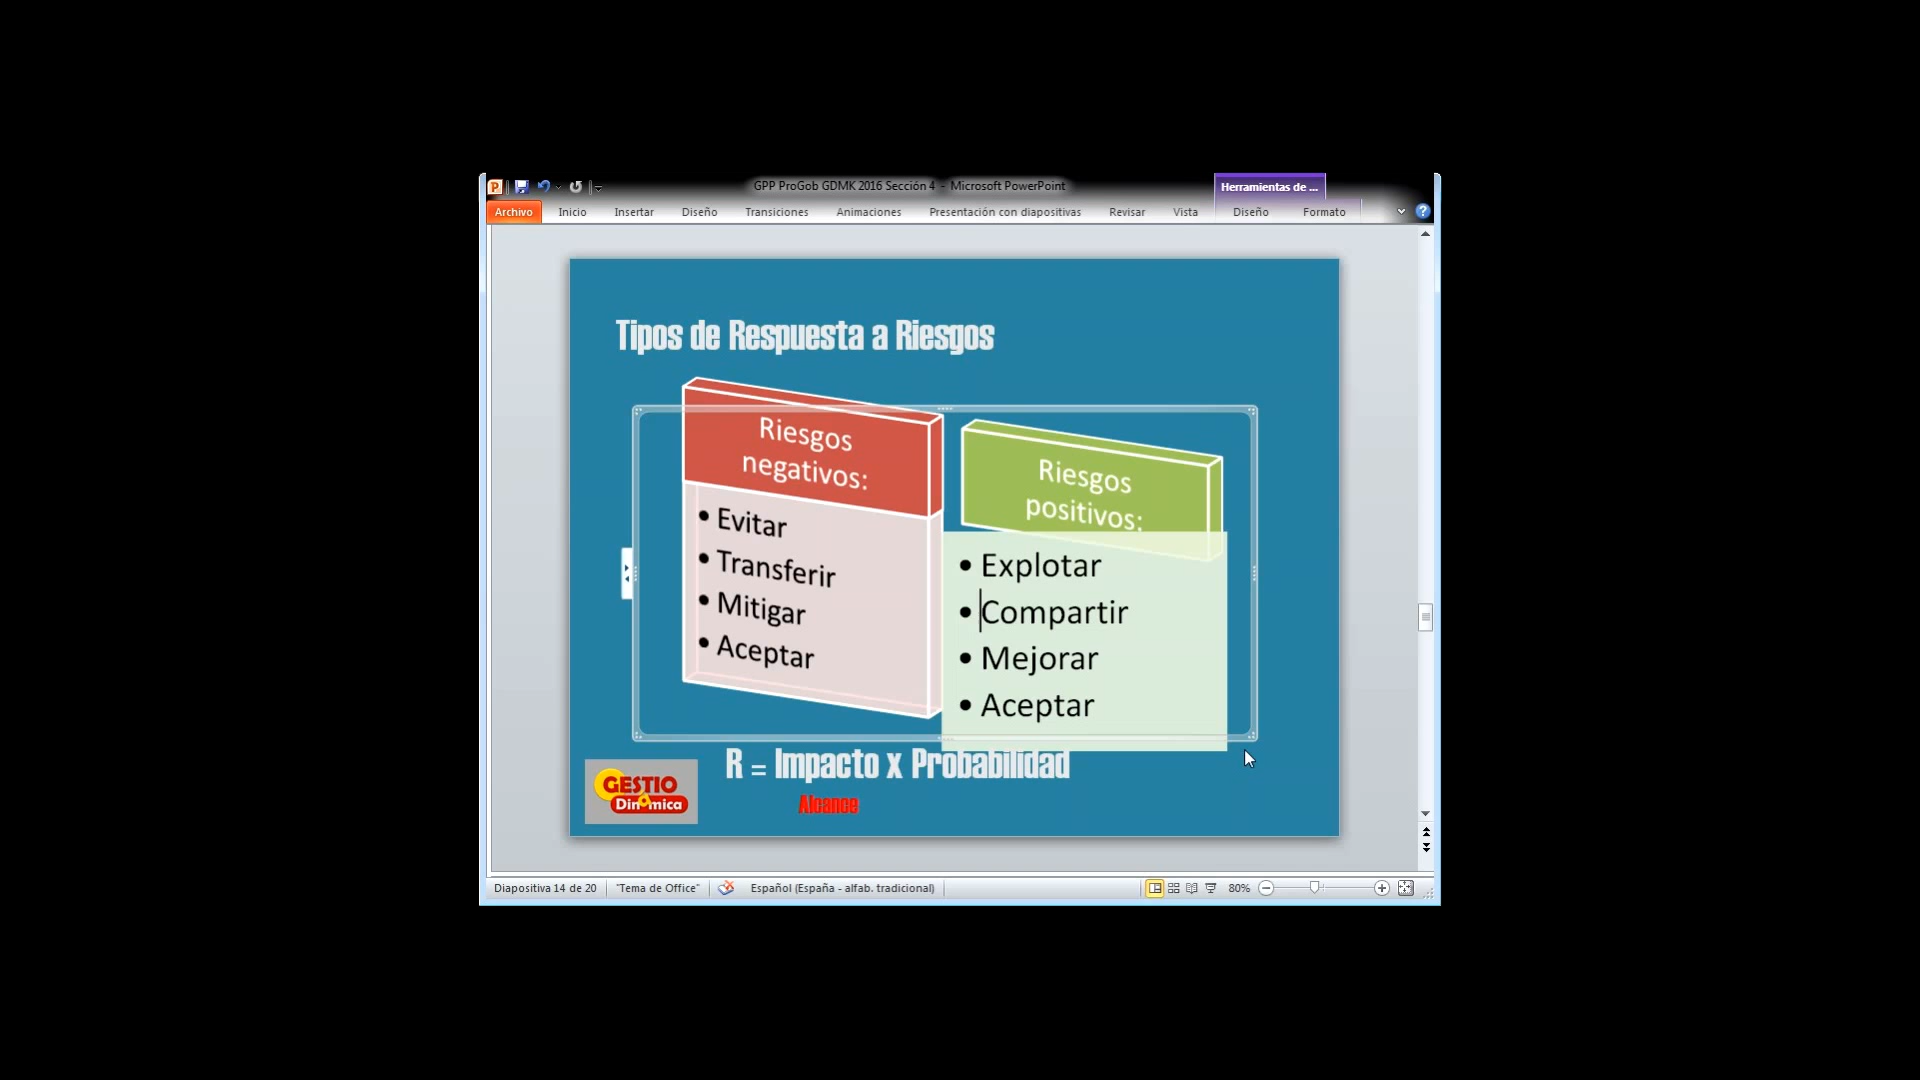 GPP ProGob GDMK 2016 Sección 4 - Microsoft PowerPoint
Herramientas de ...
Archivo Inicio Insertar Diseño Transiciones Animaciones Presentación con diapositivas Revisar Vista Diseño Formato
Tipos de Respuesta a Riesgos
Riesgos
negativos:
• Evitar
• Transferir
• Mitigar
• Aceptar
Riesgos
positivos:
• Explotar
• Compartir
• Mejorar
• Aceptar
R = Impacto x Probabilidad
Alcance
GESTIO
Dinámica
Diapositiva 14 de 20 "Tema de Office" Español (España - alfab. tradicional) 80%